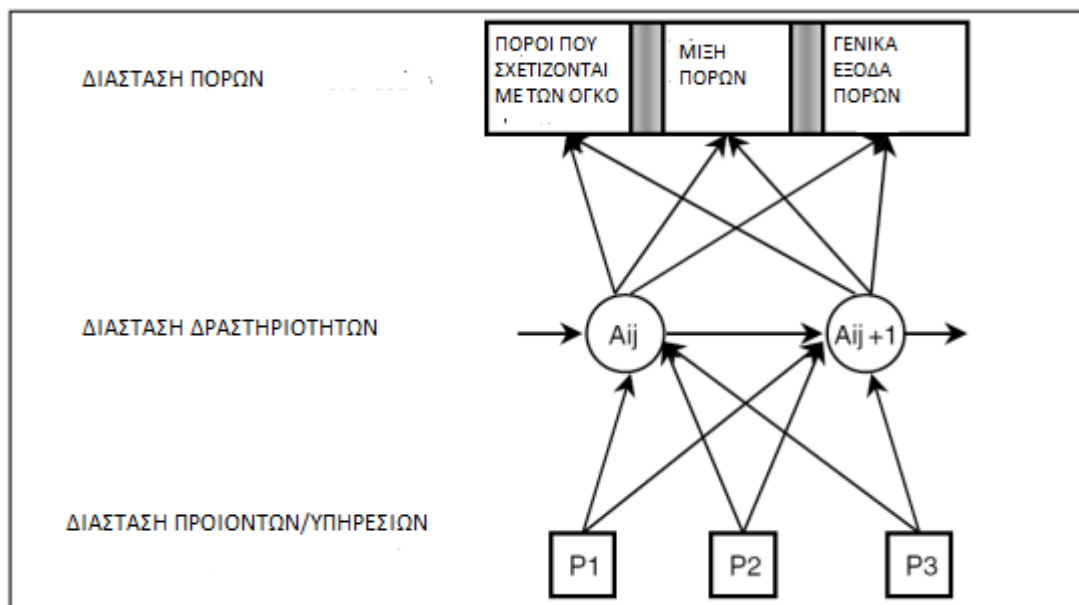 ΔΙΑΣΤΑΣΗ ΠΟΡΩΝ
ΠΟΡΟΙ ΠΟΥ
ΣΧΕΤΙΖΟΝΤΑΙ
ΜΕ ΤΩΝ ΟΓΚΟ
ΜΙΞΗ
ΠΟΡΩΝ
ΓΕΝΙΚΑ
ΕΞΟΔΑ
ΠΟΡΩΝ
ΔΙΑΣΤΑΣΗ ΔΡΑΣΤΗΡΙΟΤΗΤΩΝ
Aij
Aij +1
ΔΙΑΣΤΑΣΗ ΠΡΟΙΟΝΤΩΝ/ΥΠΗΡΕΣΙΩΝ
P1
P2
P3